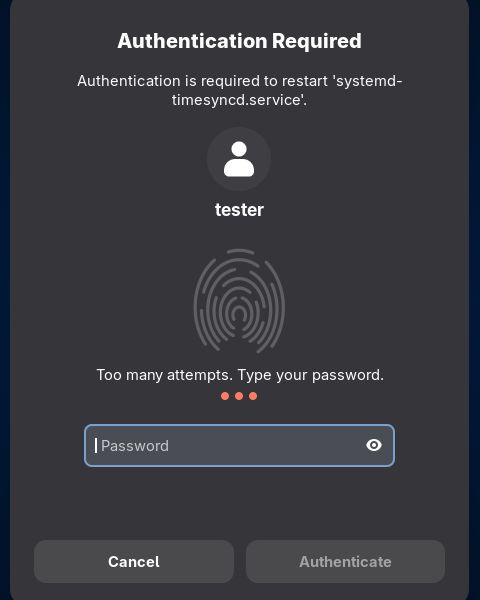 Authentication Required
Authentication is required to restart 'systemd-
timesyncd.service'.
tester
Too many attempts. Type your password.
Password
Cancel
Authenticate